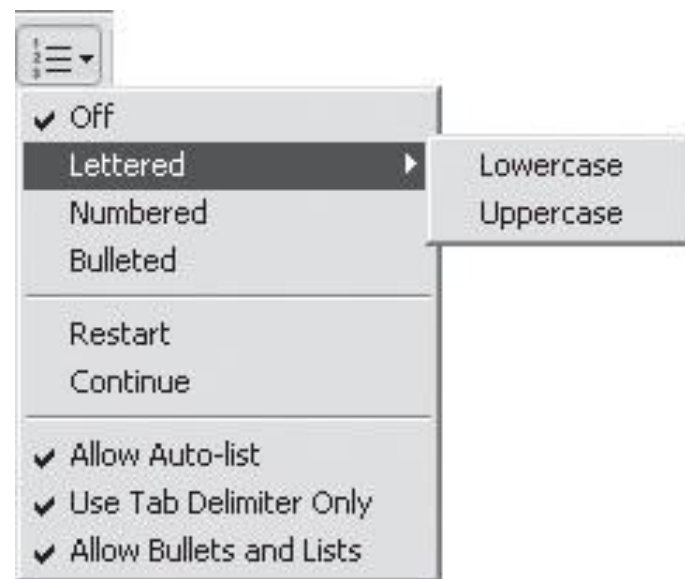 Off
Lettered
Lowercase
Numbered
Uppercase
Bulleted
Restart
Continue
Allow Auto-list
Use Tab Delimiter Only
Allow Bullets and Lists